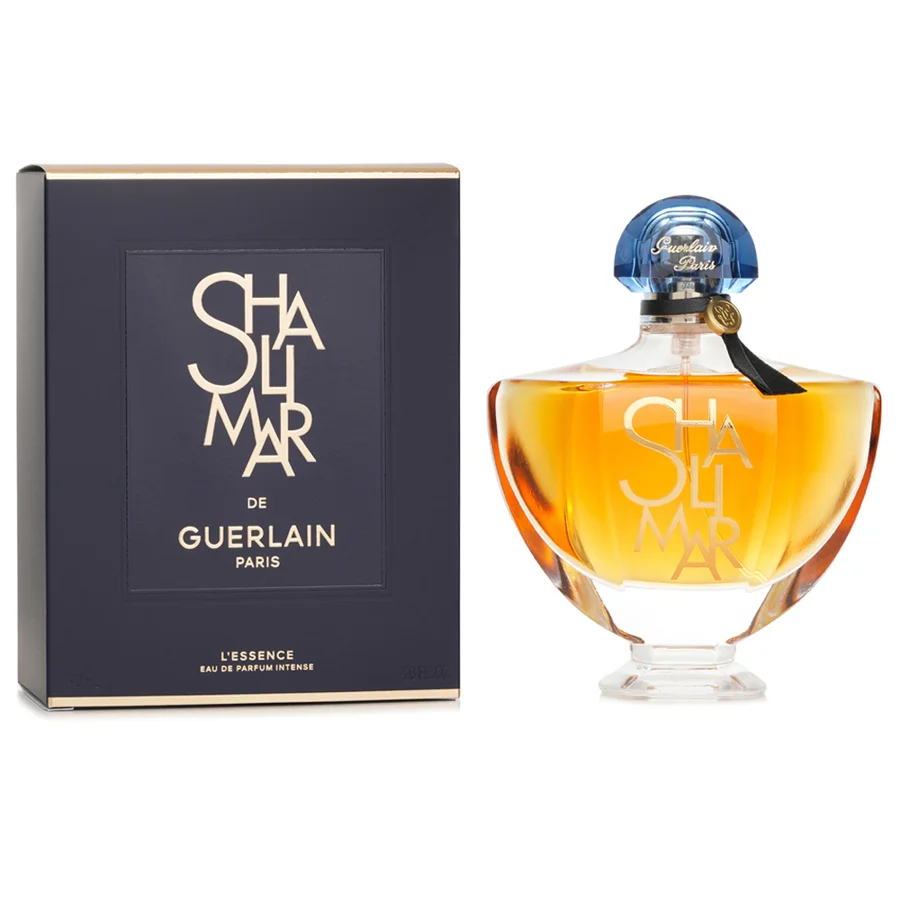 SHALIMAR
DE
GUERLAIN
PARIS
L'ESSENCE
EAU DE PARFUM INTENSE
Guerlain
Paris
SHALIMAR